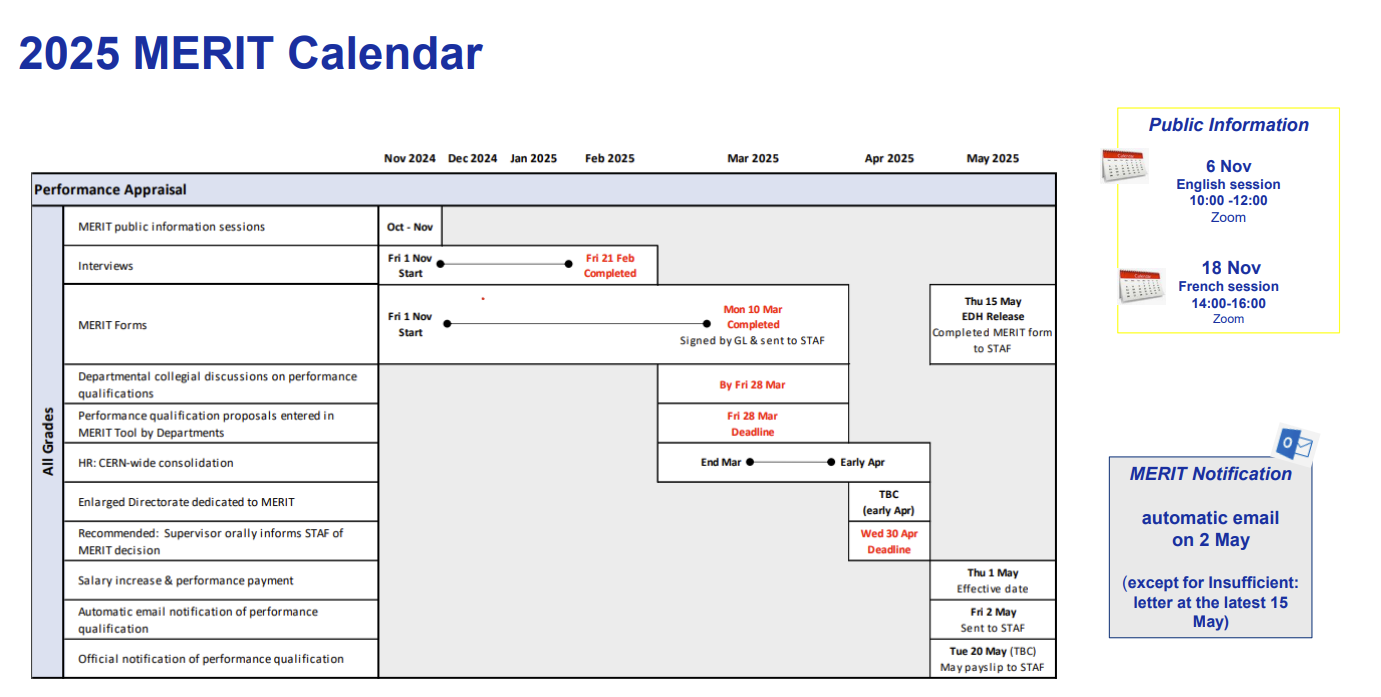 2025 MERIT Calendar
Nov 2024 Dec 2024 Jan 2025 Feb 2025 Mar 2025 Apr 2025 May 2025
Performance Appraisal
All Grades
MERIT public information sessions
Oct - Nov
Interviews
Fri 1 Nov
Start
Fri 21 Feb
Completed
MERIT Forms
Fri 1 Nov
Start
Mon 10 Mar
Completed
Signed by GL & sent to STAF
Thu 15 May
EDH Release
Completed MERIT form
to STAF
Departmental collegial discussions on performance
qualifications
By Fri 28 Mar
Performance qualification proposals entered in
MERIT Tool by Departments
Fri 28 Mar
Deadline
HR: CERN-wide consolidation
End Mar
Early Apr
Enlarged Directorate dedicated to MERIT
TBC
(early Apr)
Recommended: Supervisor orally informs STAF of
MERIT decision
Wed 30 Apr
Deadline
Salary increase & performance payment
Thu 1 May
Effective date
Automatic email notification of performance
qualification
Fri 2 May
Sent to STAF
Official notification of performance qualification
Tue 20 May (TBC)
May payslip to STAF
Public Information
6 Nov
English session
10:00 -12:00
Zoom
18 Nov
French session
14:00-16:00
Zoom
MERIT Notification
automatic email
on 2 May
(except for Insufficient:
letter at the latest 15
May)